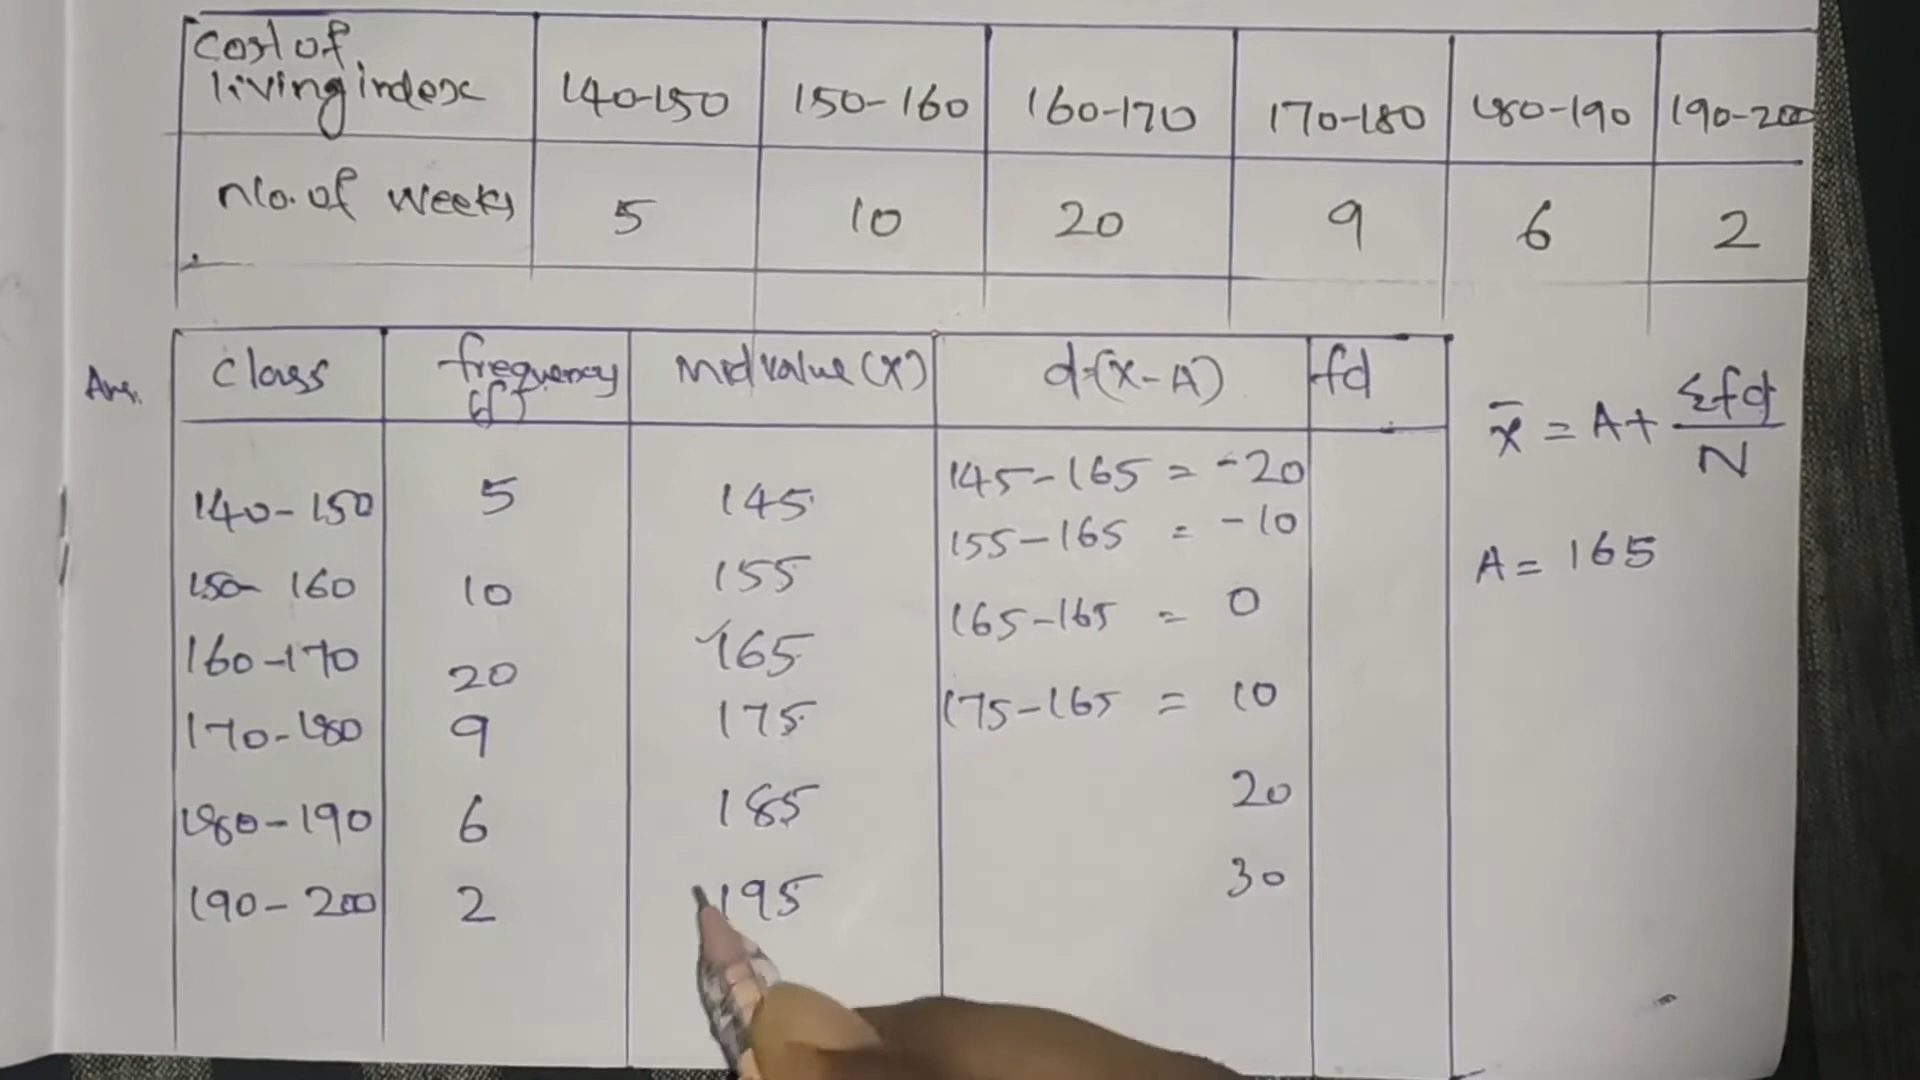 Cost of living index 140-150 150-160 160-170 170-180 180-190 190-200
No. of weeks 5 10 20 9 6 2
Ans.
class frequency (f) Mid value (x) d=(x-A) fd
140-150 5 145 145-165 = -20
150-160 10 155 155-165 = -10
160-170 20 165 165-165 = 0
170-180 9 175 175-165 = 10
180-190 6 185 20
190-200 2 195 30
x̄ = A + Σfd / N
A = 165